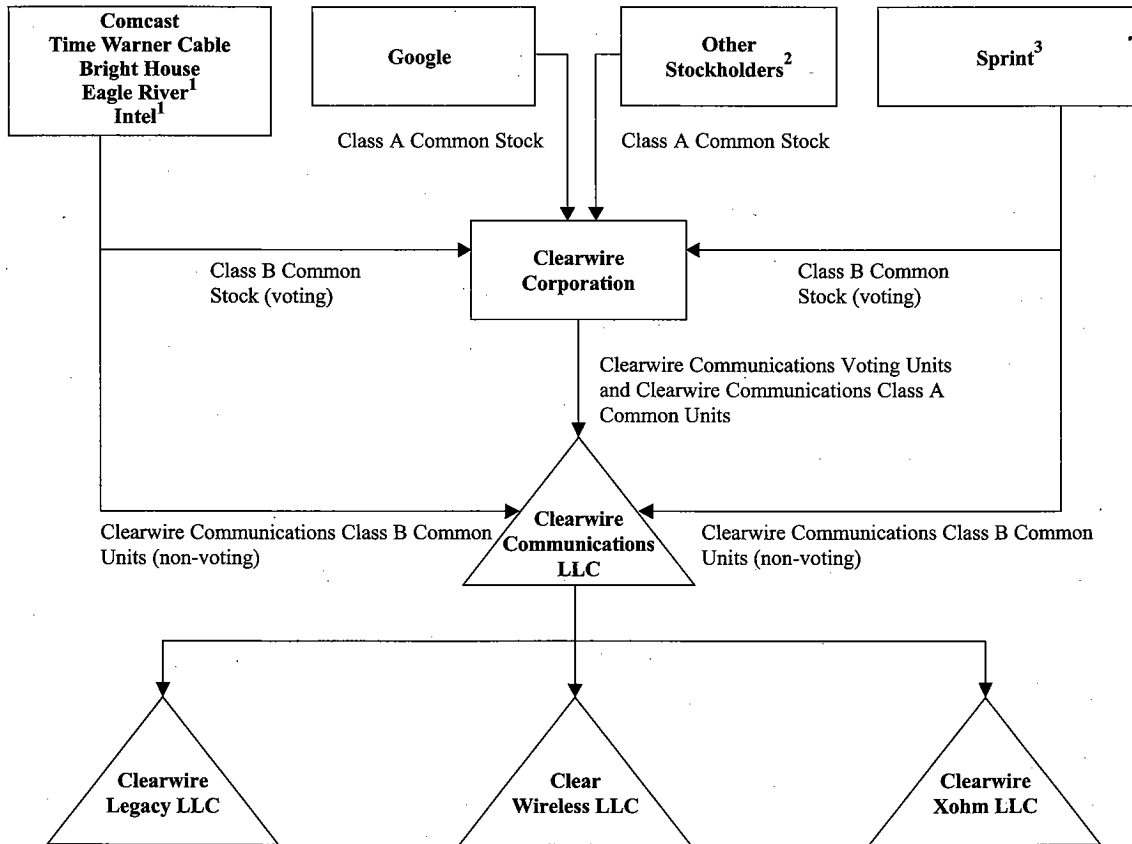 Comcast
Time Warner Cable
Bright House
Eagle River1
Intel1
Google
Other
Stockholders2
Sprint3
Class A Common Stock
Class A Common Stock
Clearwire
Corporation
Class B Common
Stock (voting)
Class B Common
Stock (voting)
Clearwire Communications Voting Units
and Clearwire Communications Class A
Common Units
Clearwire
Communications
LLC
Clearwire Communications Class B Common
Units (non-voting)
Clearwire Communications Class B Common
Units (non-voting)
Clearwire
Legacy LLC
Clear
Wireless LLC
Clearwire
Xohm LLC